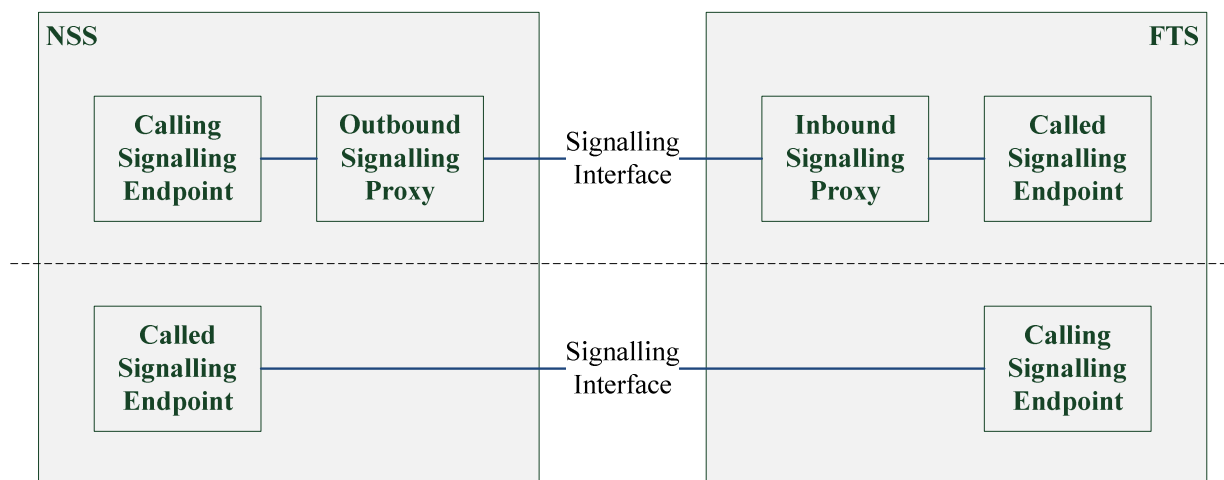 NSS
FTS
Calling
Signalling
Endpoint
Outbound
Signalling
Proxy
Signalling
Interface
Inbound
Signalling
Proxy
Called
Signalling
Endpoint
Called
Signalling
Endpoint
Signalling
Interface
Calling
Signalling
Endpoint